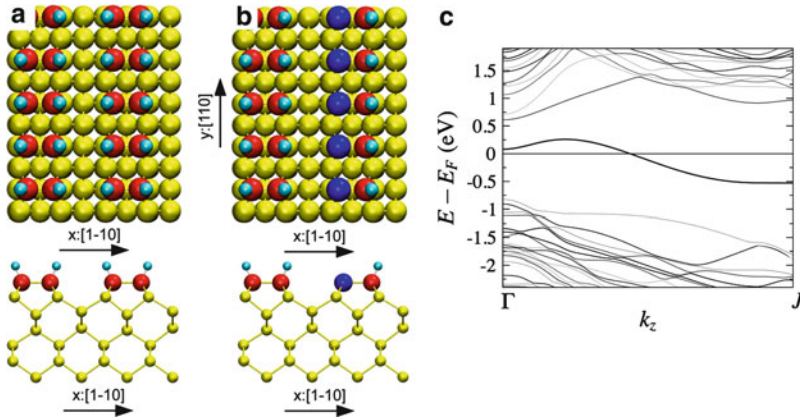 a
b
c
y:[110]
x:[1-10]
x:[1-10]
x:[1-10]
x:[1-10]
E − E_F (eV)
1.5
1
0.5
0
-0.5
-1
-1.5
-2
Γ
J
k_z